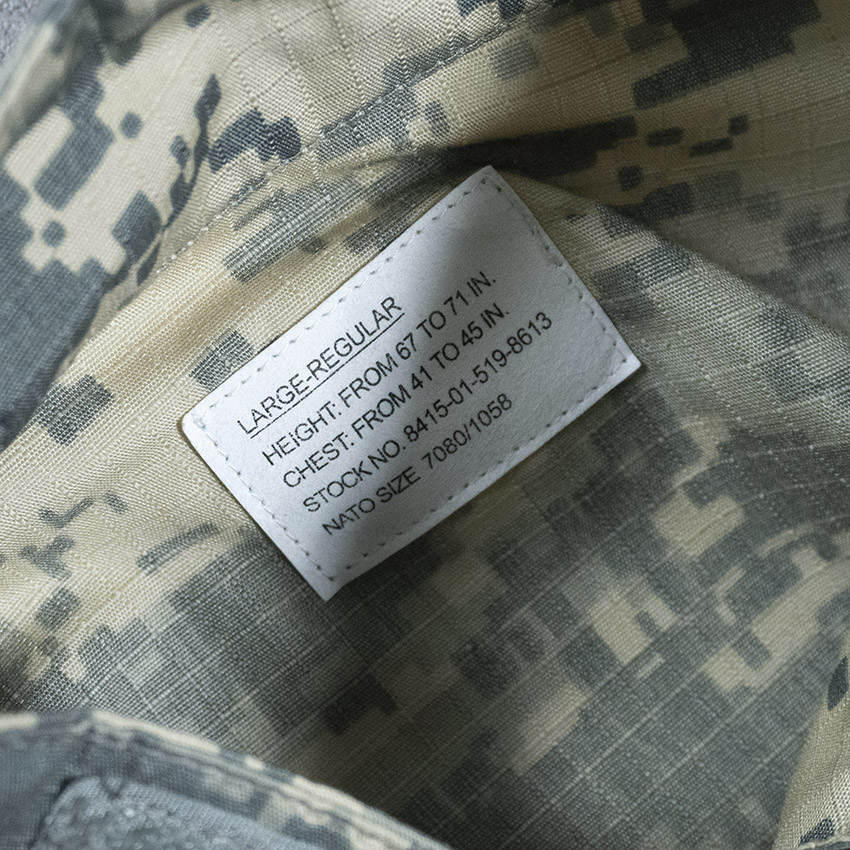 LARGE-REGULAR
HEIGHT: FROM 67 TO 71 IN.
CHEST: FROM 41 TO 45 IN.
STOCK NO. 8415-01-519-8613
NATO SIZE 7080/1058